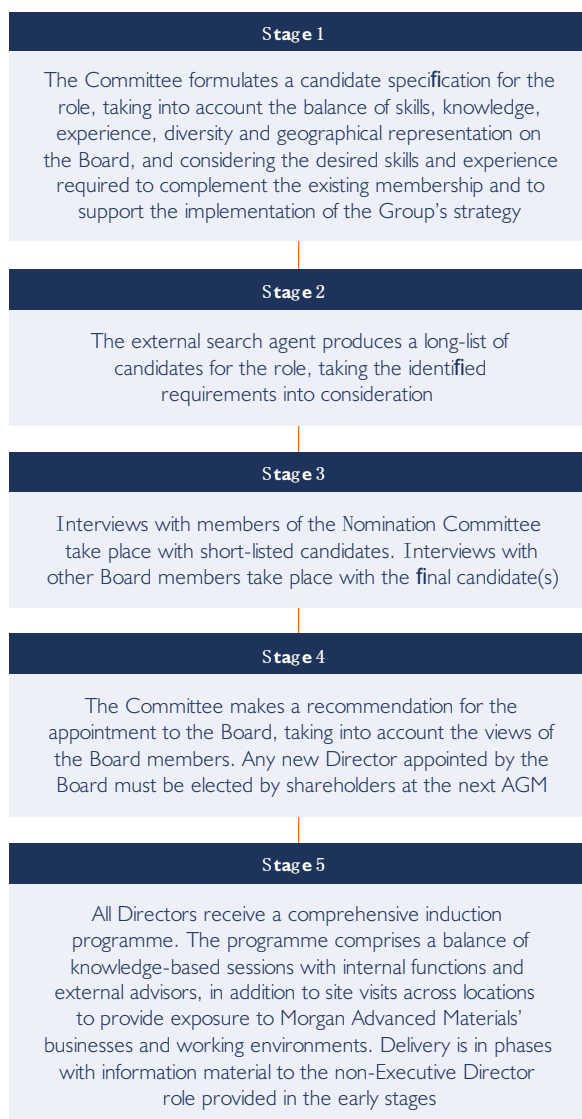 Stage 1
The Committee formulates a candidate specification for the
role, taking into account the balance of skills, knowledge,
experience, diversity and geographical representation on
the Board, and considering the desired skills and experience
required to complement the existing membership and to
support the implementation of the Group’s strategy
Stage 2
The external search agent produces a long-list of
candidates for the role, taking the identified
requirements into consideration
Stage 3
Interviews with members of the Nomination Committee
take place with short-listed candidates. Interviews with
other Board members take place with the final candidate(s)
Stage 4
The Committee makes a recommendation for the
appointment to the Board, taking into account the views of
the Board members. Any new Director appointed by the
Board must be elected by shareholders at the next AGM
Stage 5
All Directors receive a comprehensive induction
programme. The programme comprises a balance of
knowledge-based sessions with internal functions and
external advisors, in addition to site visits across locations
to provide exposure to Morgan Advanced Materials’
businesses and working environments. Delivery is in phases
with information material to the non-Executive Director
role provided in the early stages